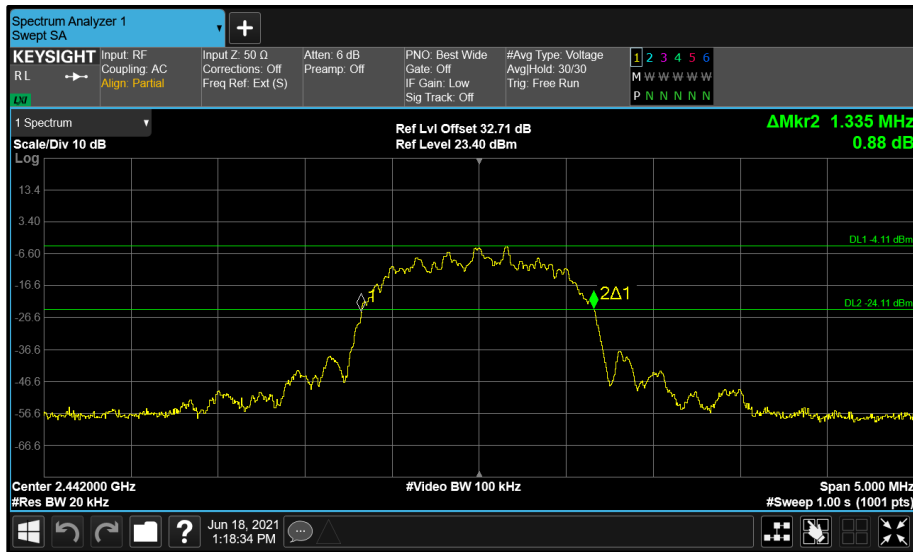 Spectrum Analyzer 1
Swept SA
KEYSIGHT
RL
LXI
Input: RF
Coupling: AC
Align: Partial
Input Z: 50 Ω
Corrections: Off
Freq Ref: Ext (S)
Atten: 6 dB
Preamp: Off
PNO: Best Wide
Gate: Off
IF Gain: Low
Sig Track: Off
#Avg Type: Voltage
Avg|Hold: 30/30
Trig: Free Run
1 2 3 4 5 6
M W W W W W
P N N N N N
1 Spectrum
Scale/Div 10 dB
Log
Ref Lvl Offset 32.71 dB
Ref Level 23.40 dBm
ΔMkr2 1.335 MHz
0.88 dB
13.4
3.40
-6.60
-16.6
-26.6
-36.6
-46.6
-56.6
-66.6
DL1 -4.11 dBm
1
2Δ1
DL2 -24.11 dBm
Center 2.442000 GHz
#Res BW 20 kHz
#Video BW 100 kHz
Span 5.000 MHz
#Sweep 1.00 s (1001 pts)
Jun 18, 2021
1:18:34 PM